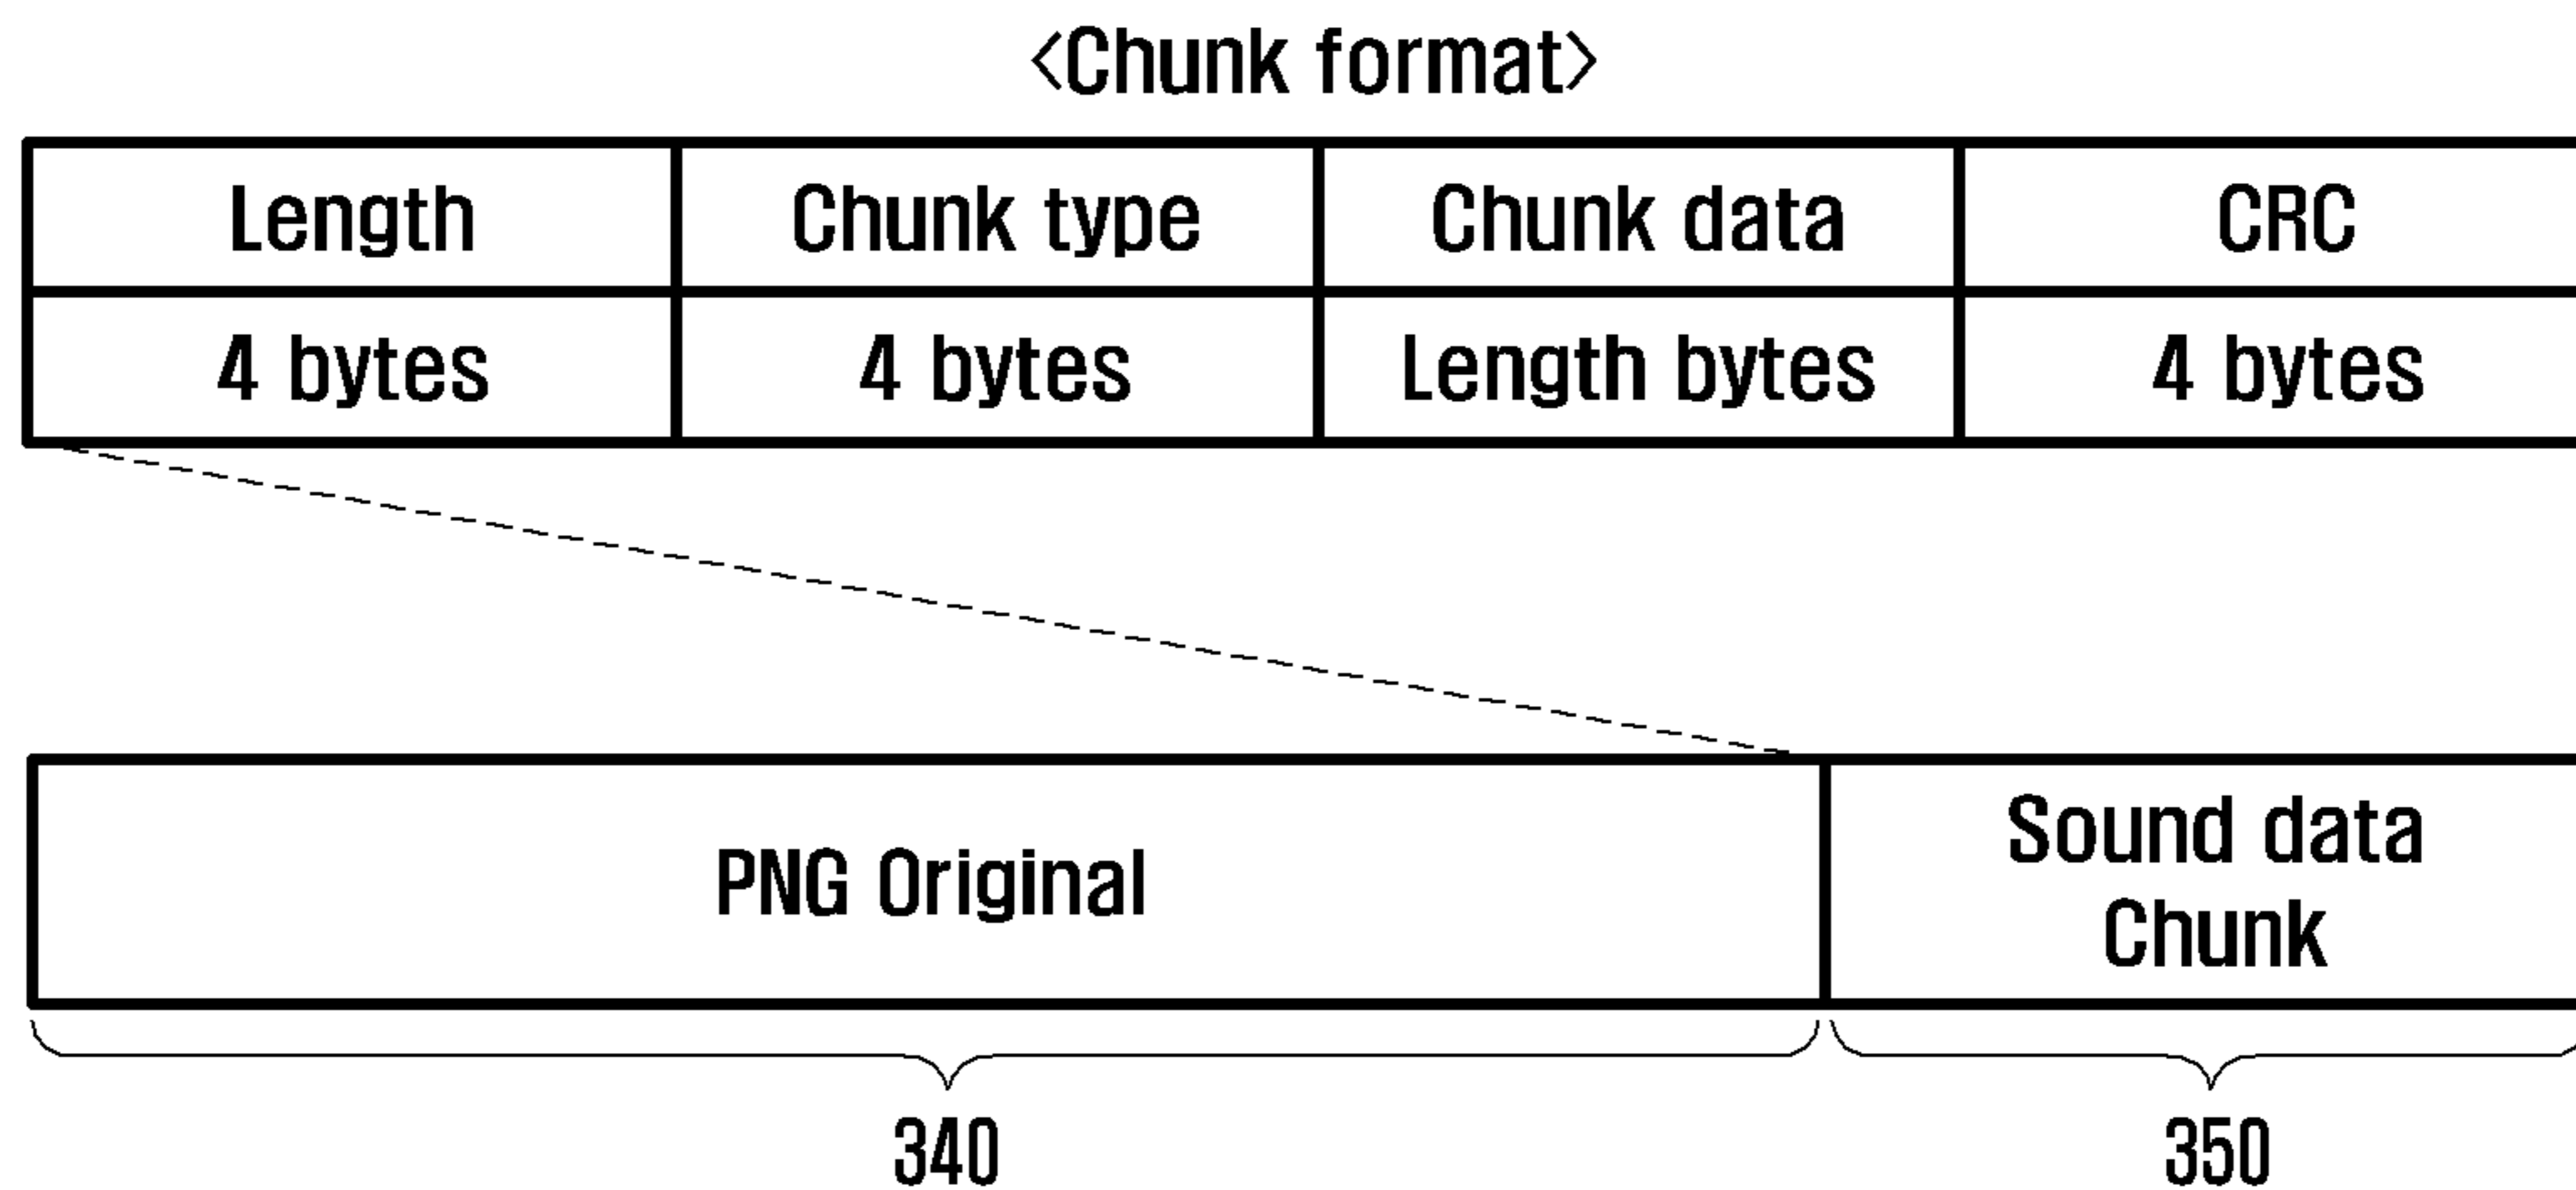 <Chunk format>
Length Chunk type Chunk data CRC
4 bytes 4 bytes Length bytes 4 bytes
PNG Original
Sound data
Chunk
340 350